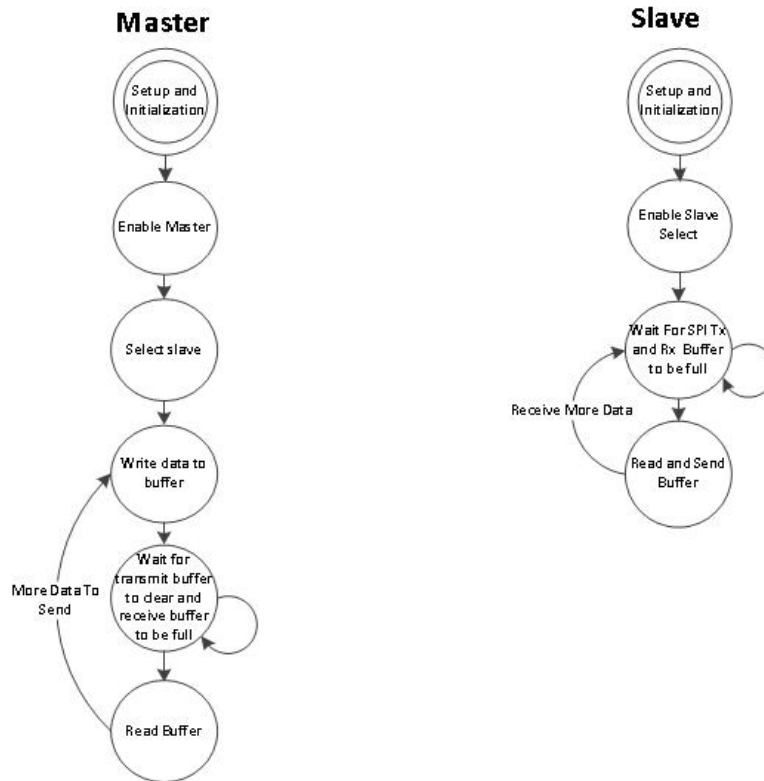 Master
Setup and
Initialization
Enable Master
Select slave
Write data to
buffer
Wait for
transmit buffer
to clear and
receive buffer
to be full
More Data To
Send
Read Buffer
Slave
Setup and
Initialization
Enable Slave
Select
Wait For SPI Tx
and Rx Buffer
to be full
Receive More Data
Read and Send
Buffer